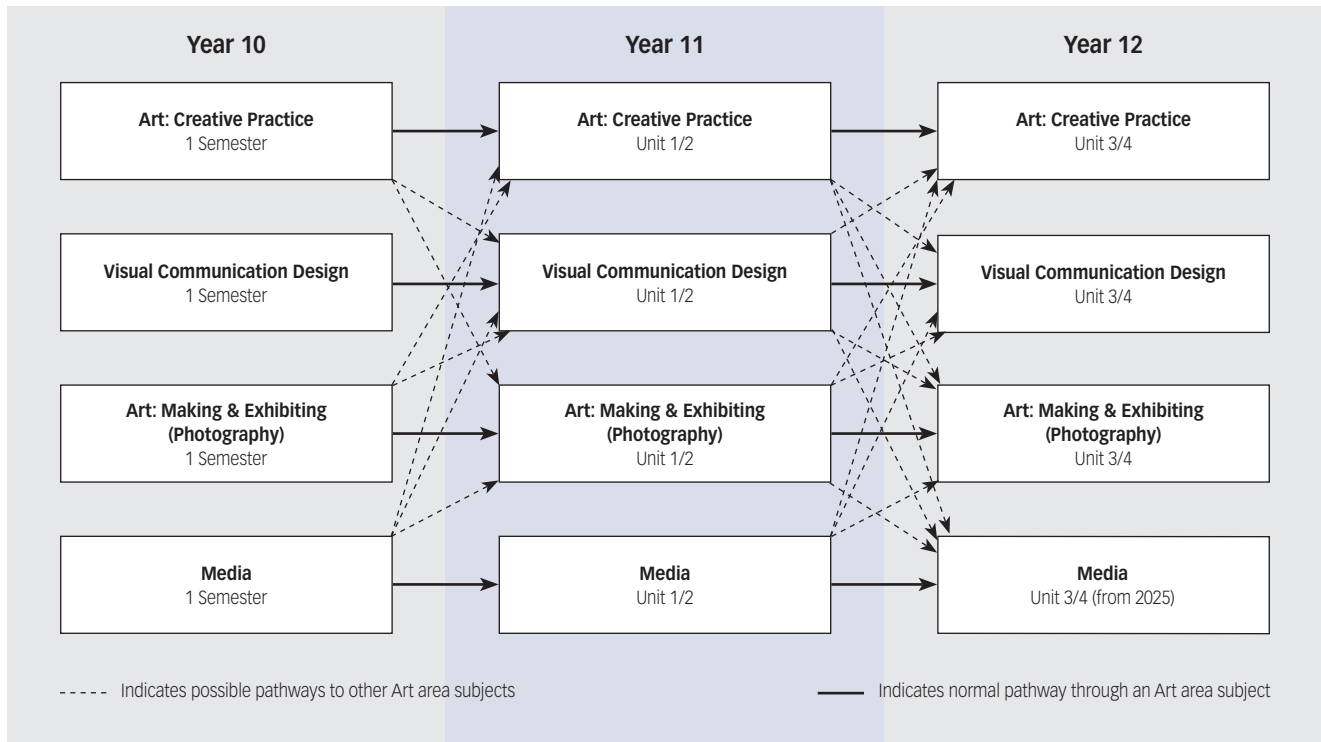 Year 10
Year 11
Year 12
Art: Creative Practice
1 Semester
Art: Creative Practice
Unit 1/2
Art: Creative Practice
Unit 3/4
Visual Communication Design
1 Semester
Visual Communication Design
Unit 1/2
Visual Communication Design
Unit 3/4
Art: Making & Exhibiting
(Photography)
1 Semester
Art: Making & Exhibiting
(Photography)
Unit 1/2
Art: Making & Exhibiting
(Photography)
Unit 3/4
Media
1 Semester
Media
Unit 1/2
Media
Unit 3/4 (from 2025)
Indicates possible pathways to other Art area subjects
Indicates normal pathway through an Art area subject